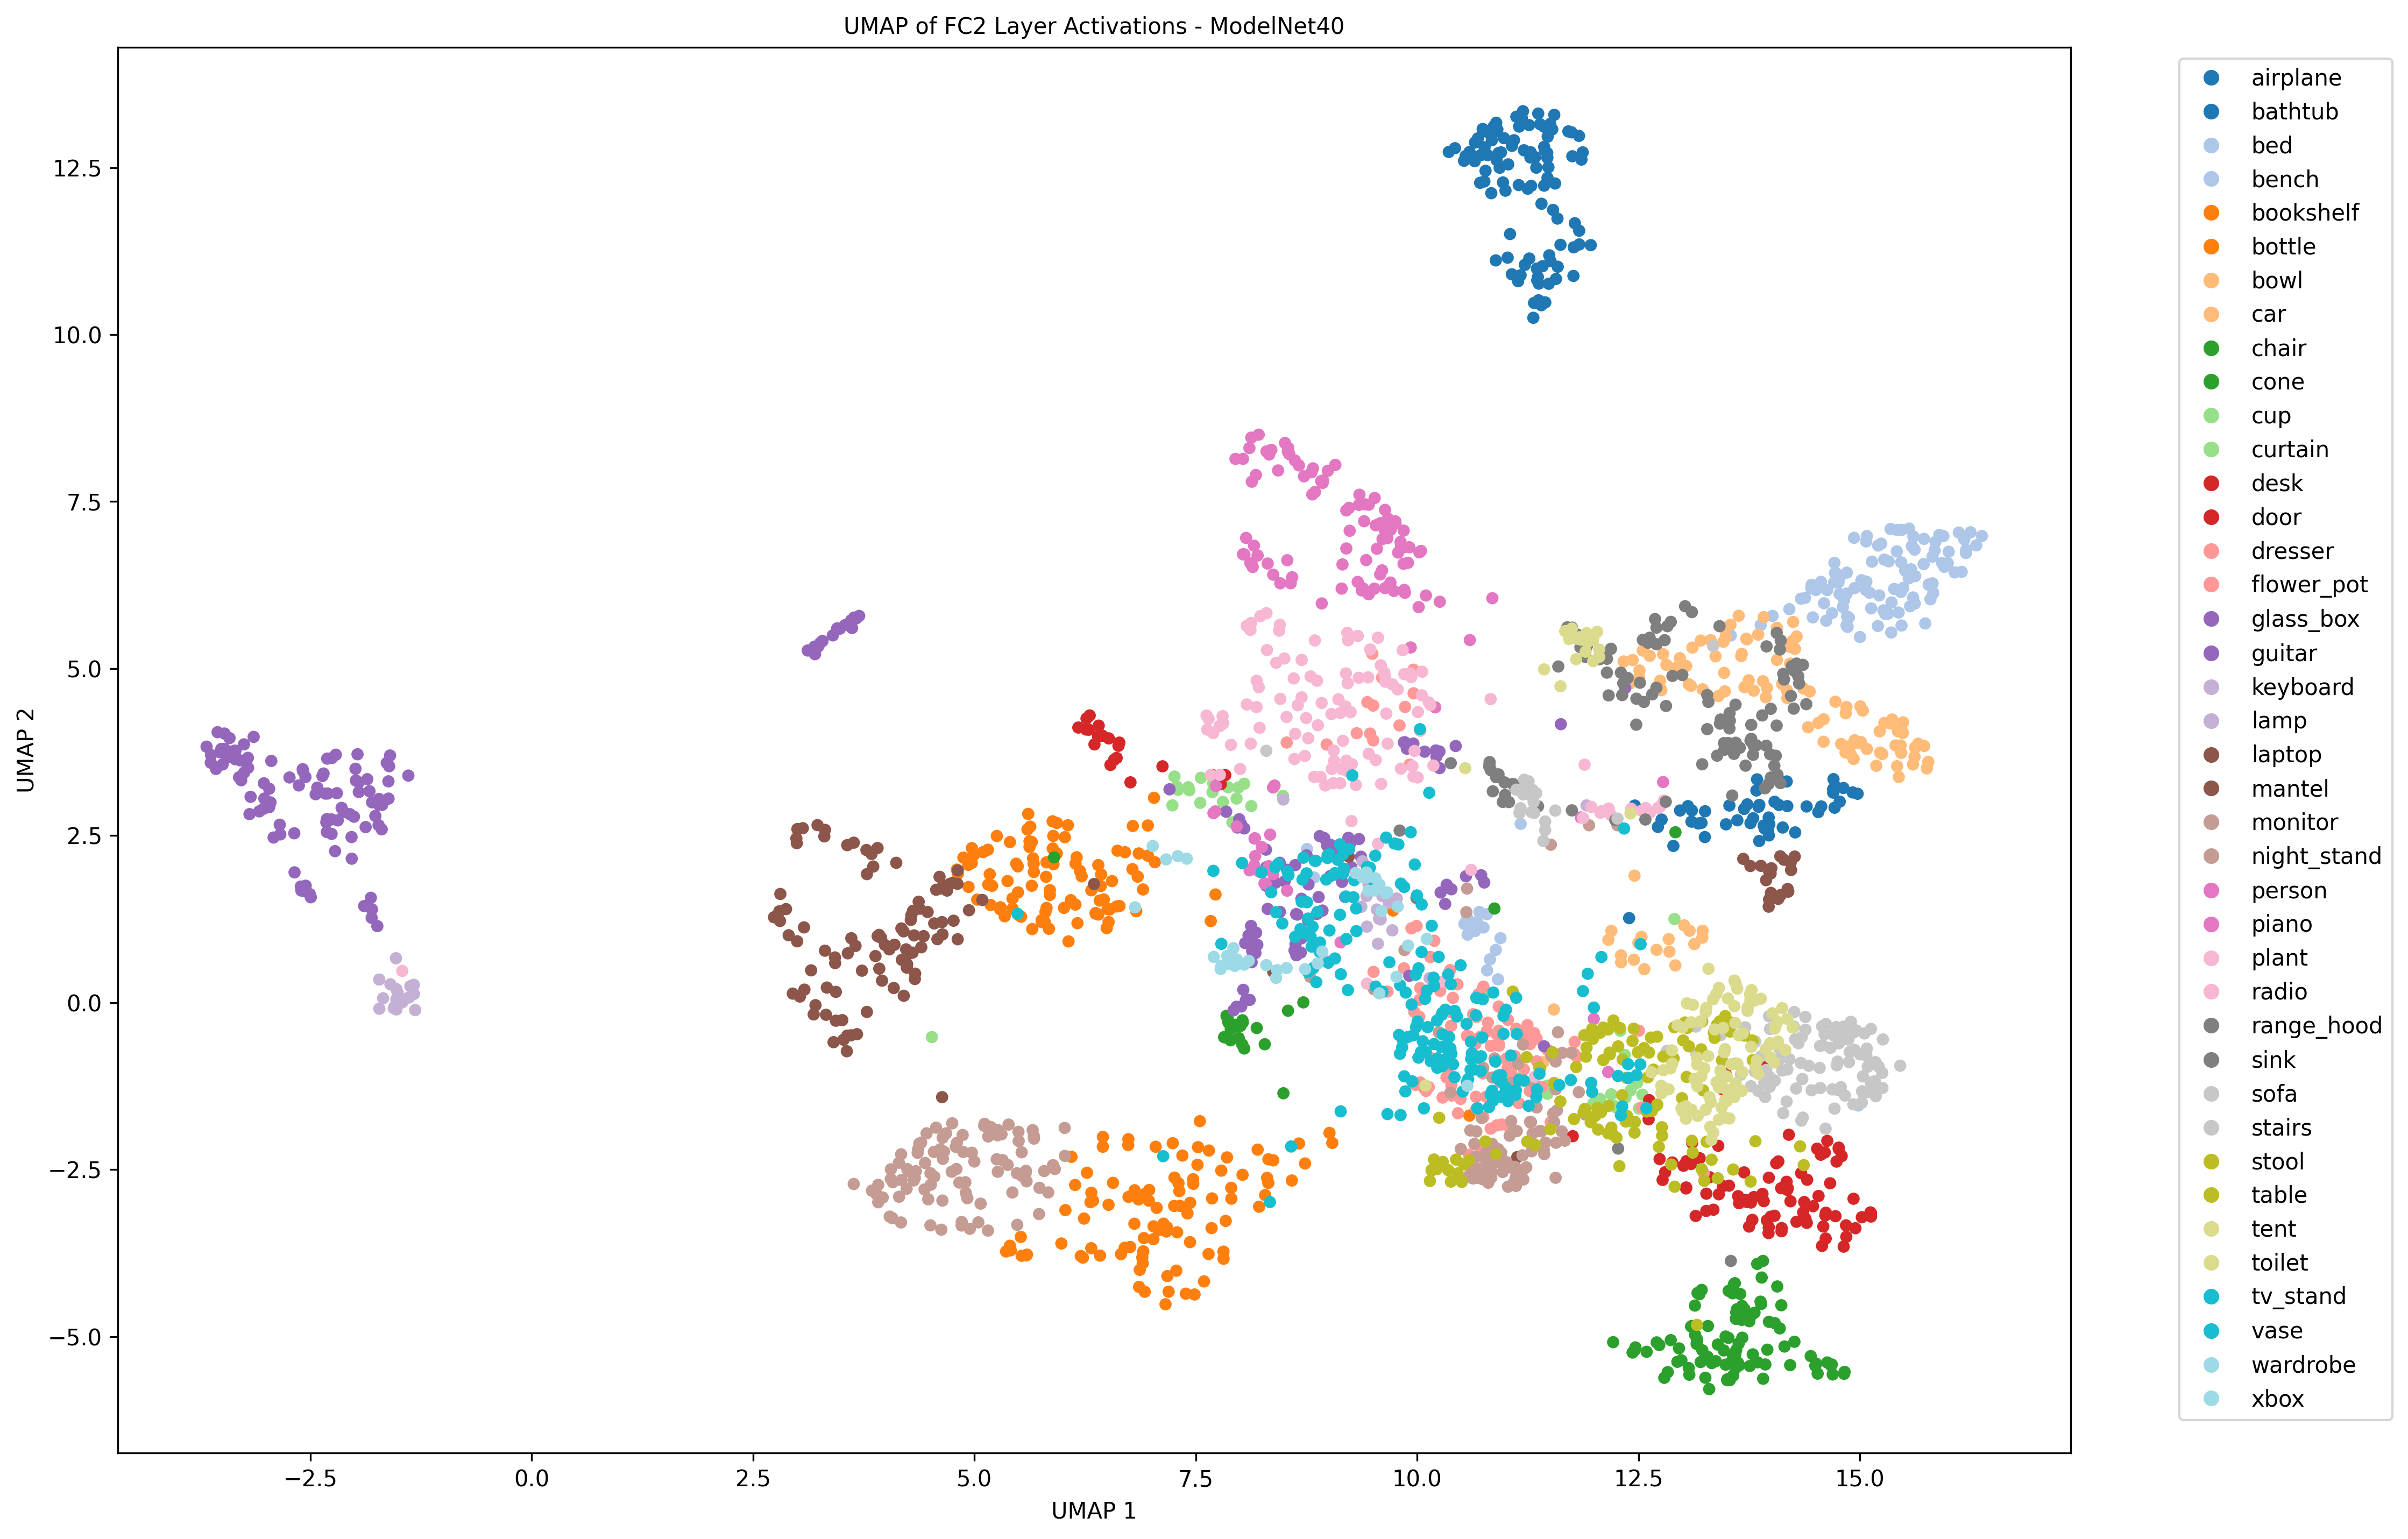 UMAP of FC2 Layer Activations - ModelNet40
UMAP 2
12.5
10.0
7.5
5.0
2.5
0.0
−2.5
−5.0
−2.5
0.0
2.5
5.0
7.5
10.0
12.5
15.0
UMAP 1
airplane
bathtub
bed
bench
bookshelf
bottle
bowl
car
chair
cone
cup
curtain
desk
door
dresser
flower_pot
glass_box
guitar
keyboard
lamp
laptop
mantel
monitor
night_stand
person
piano
plant
radio
range_hood
sink
sofa
stairs
stool
table
tent
toilet
tv_stand
vase
wardrobe
xbox